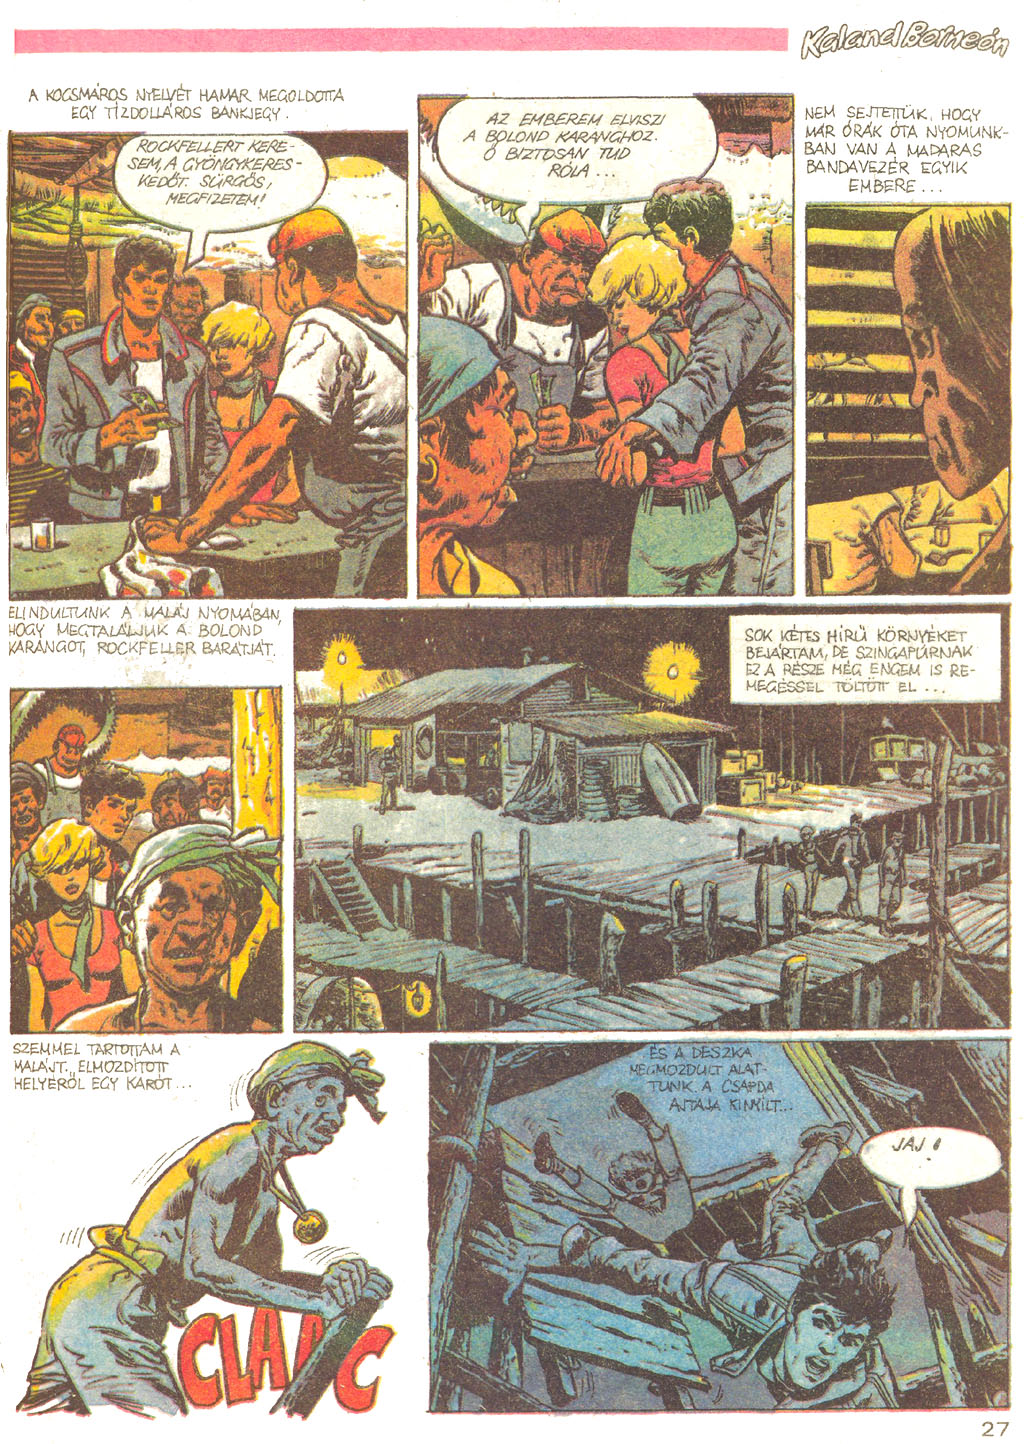 Kaland Borneón
A KOCSMÁROS NYELVÉT HAMAR MEGOLDOTTA
EGY TÍZDOLLÁROS BANKJEGY.
ROCKFELLERT KERE-
SEM, A GYÖNGYKERES-
KEDŐT. SÜRGŐS,
MEGFIZETEM!
AZ EMBEREM ELVISZI
A BOLOND KARANGHOZ.
Ő BIZTOSAN TUD
RÓLA...
NEM SEJTETTÜK, HOGY
MÁR ÓRÁK ÓTA NYOMUNK-
BAN VAN A MADARAS
BANDAVEZÉR EGYIK
EMBERE...
ELINDULTUNK A MALÁJ NYOMÁBAN,
HOGY MEGTALÁLJUK A BOLOND
KARANGOT, ROCKFELLER BARÁTJÁT.
SOK KÉTES HÍRŰ KÖRNYÉKET
BEJÁRTAM, DE SZINGAPÚRNAK
EZ A RÉSZE MÉG ENGEM IS RE-
MEGÉSSEL TÖLTÖTT EL...
SZEMMEL TARTOTTAM A
MALÁJT. ELMOZDÍTOTT
HELYÉRŐL EGY KARÓT...
CLAAC
ÉS A DESZKA
MEGMOZDULT ALAT-
TUNK. A CSAPDA
AJTAJA KINYÍLT...
JAJ!
27